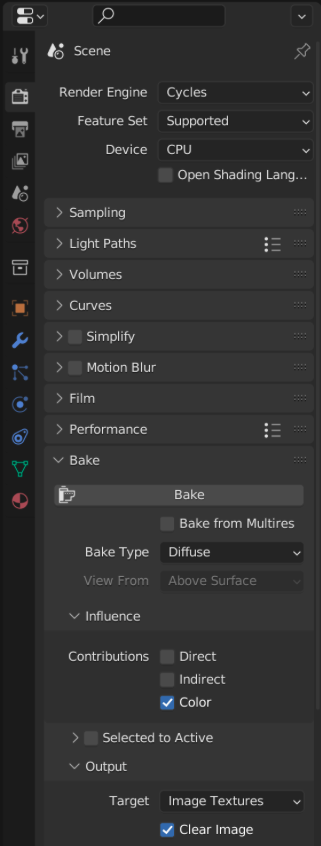 Scene
Render Engine Cycles
Feature Set Supported
Device CPU
Open Shading Lang...
Sampling
Light Paths
Volumes
Curves
Simplify
Motion Blur
Film
Performance
Bake
Bake
Bake from Multires
Bake Type Diffuse
View From Above Surface
Influence
Contributions Direct
Indirect
Color
Selected to Active
Output
Target Image Textures
Clear Image